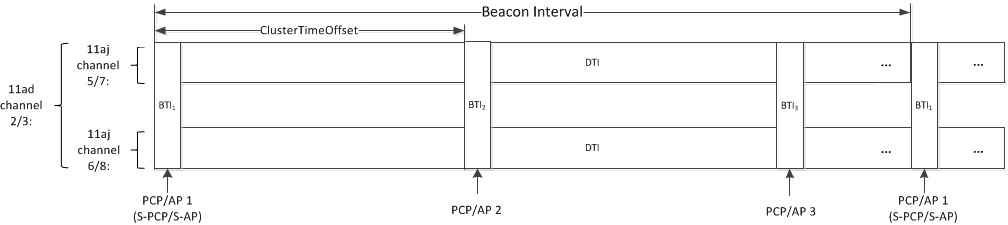 Beacon Interval
ClusterTimeOffset
11ad
channel
2/3:
11aj
channel
5/7:
DTI
...
...
BTI₁
BTI₂
BTI₃
BTI₁
11aj
channel
6/8:
DTI
...
...
PCP/AP 1
(S-PCP/S-AP)
PCP/AP 2
PCP/AP 3
PCP/AP 1
(S-PCP/S-AP)